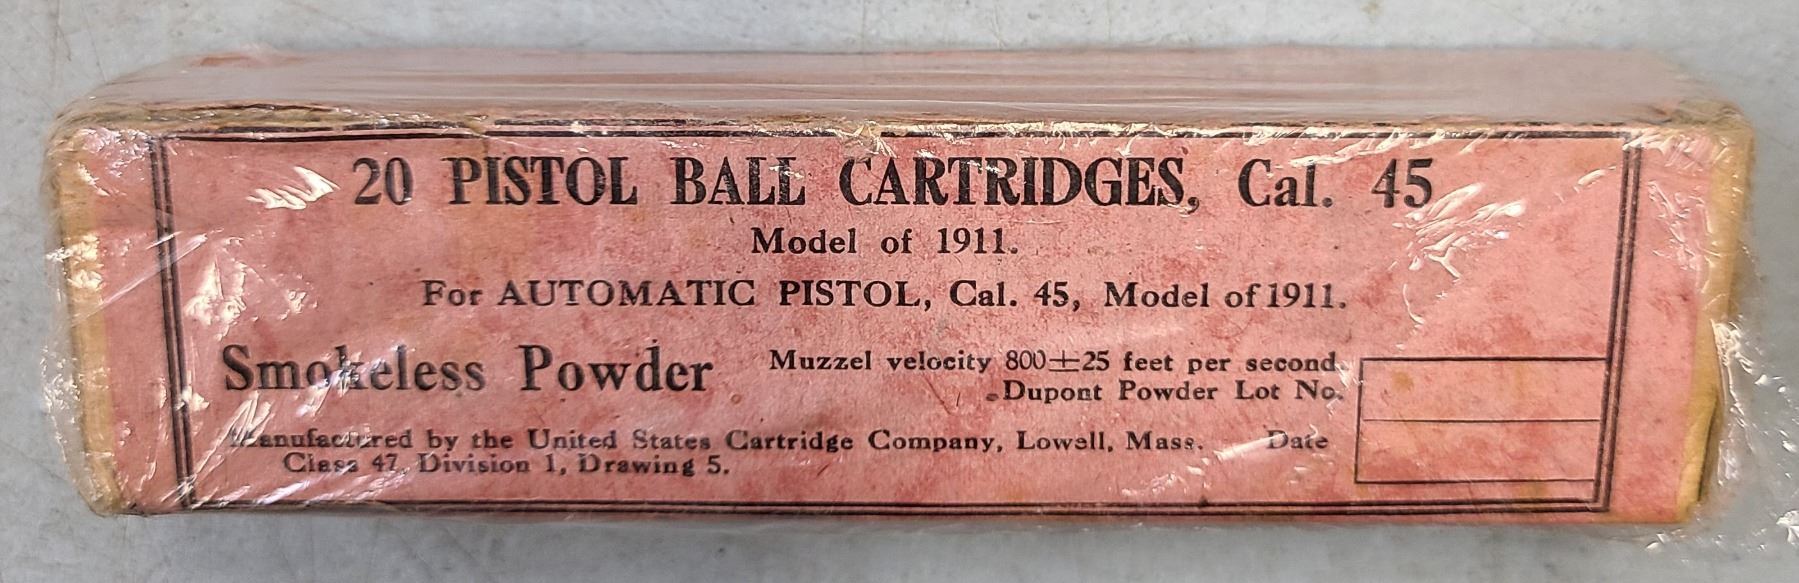 20 PISTOL BALL CARTRIDGES, Cal. 45
Model of 1911.
For AUTOMATIC PISTOL, Cal. 45, Model of 1911.
Smokeless Powder
Muzzel velocity 800±25 feet per second.
Dupont Powder Lot No.
Manufactured by the United States Cartridge Company, Lowell, Mass. Date
Class 47, Division 1, Drawing 5.